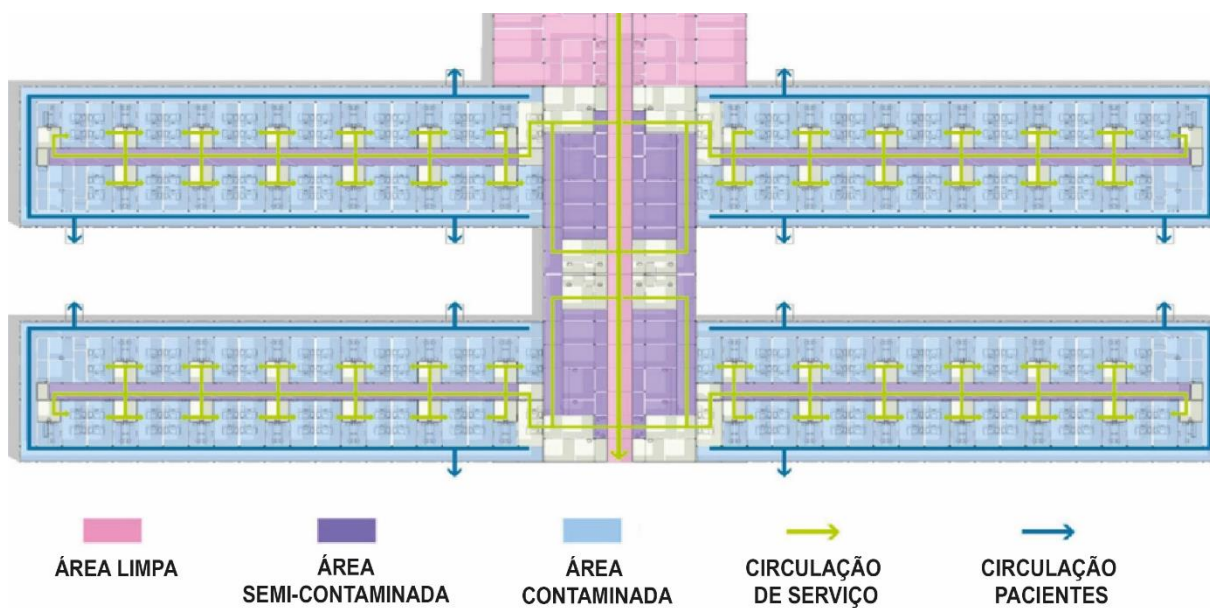 ÁREA LIMPA
ÁREA
SEMI-CONTAMINADA
ÁREA
CONTAMINADA
CIRCULAÇÃO
DE SERVIÇO
CIRCULAÇÃO
PACIENTES